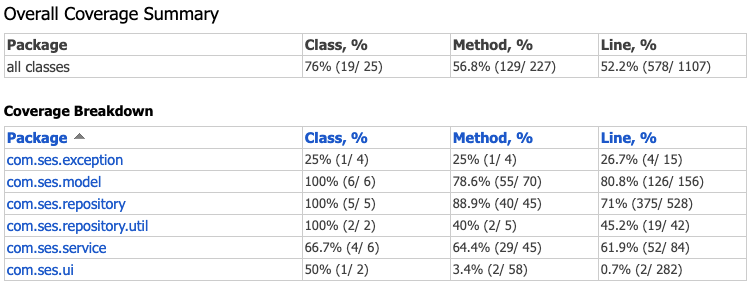 Overall Coverage Summary
Package Class, % Method, % Line, %
all classes 76% (19/ 25) 56.8% (129/ 227) 52.2% (578/ 1107)
Coverage Breakdown
Package Class, % Method, % Line, %
com.ses.exception 25% (1/ 4) 25% (1/ 4) 26.7% (4/ 15)
com.ses.model 100% (6/ 6) 78.6% (55/ 70) 80.8% (126/ 156)
com.ses.repository 100% (5/ 5) 88.9% (40/ 45) 71% (375/ 528)
com.ses.repository.util 100% (2/ 2) 40% (2/ 5) 45.2% (19/ 42)
com.ses.service 66.7% (4/ 6) 64.4% (29/ 45) 61.9% (52/ 84)
com.ses.ui 50% (1/ 2) 3.4% (2/ 58) 0.7% (2/ 282)